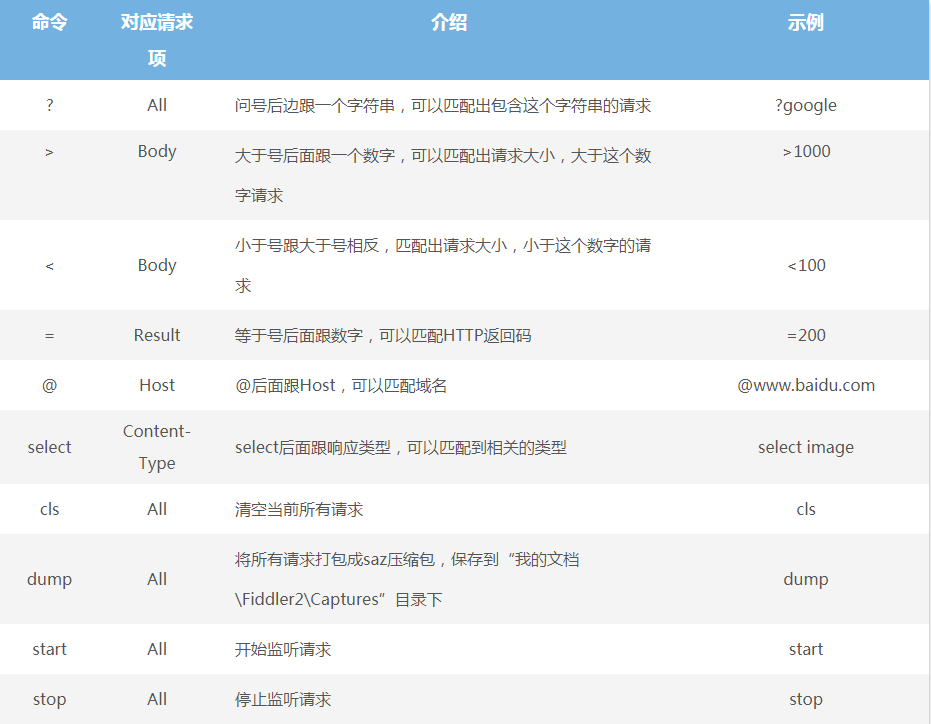 命令 对应请求项 介绍 示例
? All 问号后边跟一个字符串，可以匹配出包含这个字符串的请求 ?google
> Body 大于号后面跟一个数字，可以匹配出请求大小，大于这个数 >1000
字请求
小于号跟大于号相反，匹配出请求大小，小于这个数字的请
< Body <100
求
= Result 等于号后面跟数字，可以匹配HTTP返回码 =200
@ Host @后面跟Host，可以匹配域名 @www.baidu.com
select Content-Type select后面跟响应类型，可以匹配到相关的类型 select image
cls All 清空当前所有请求 cls
将所有请求打包成saz压缩包，保存到“我的文档
dump All dump
\Fiddler2\Captures”目录下
start All 开始监听请求 start
stop All 停止监听请求 stop